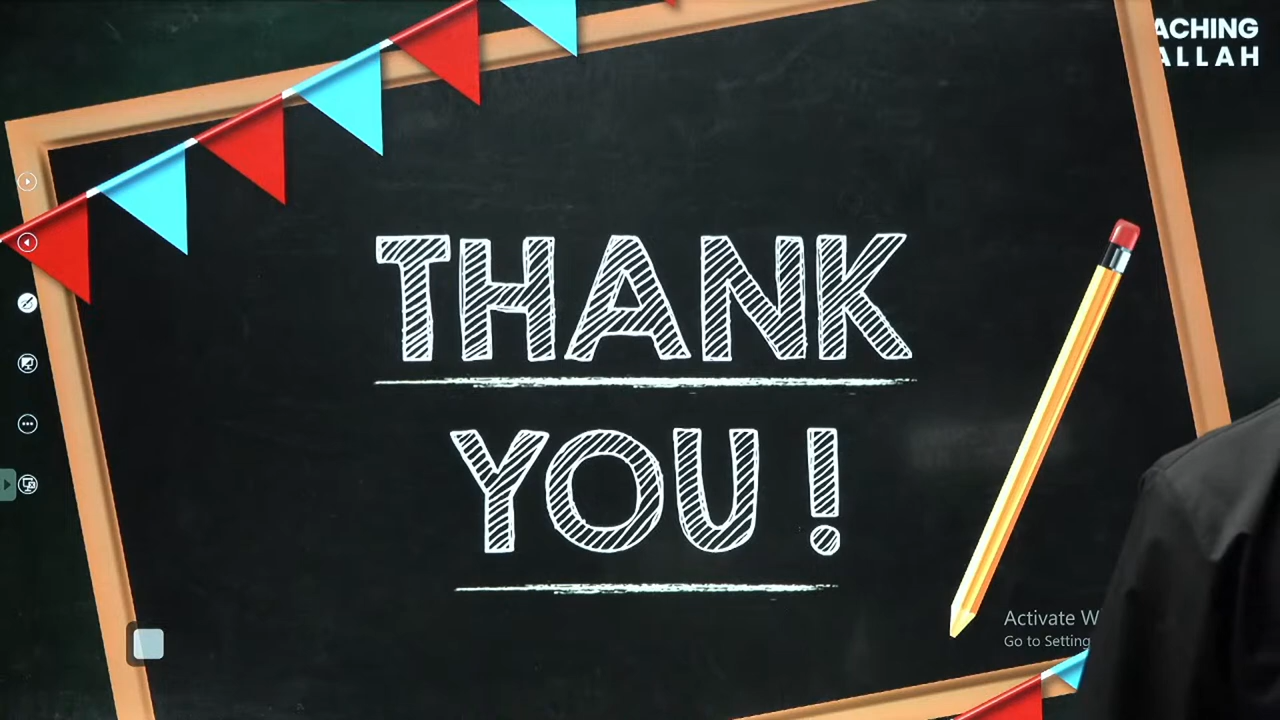 ACHING
ALLAH
THANK
YOU !
Activate W
Go to Setting